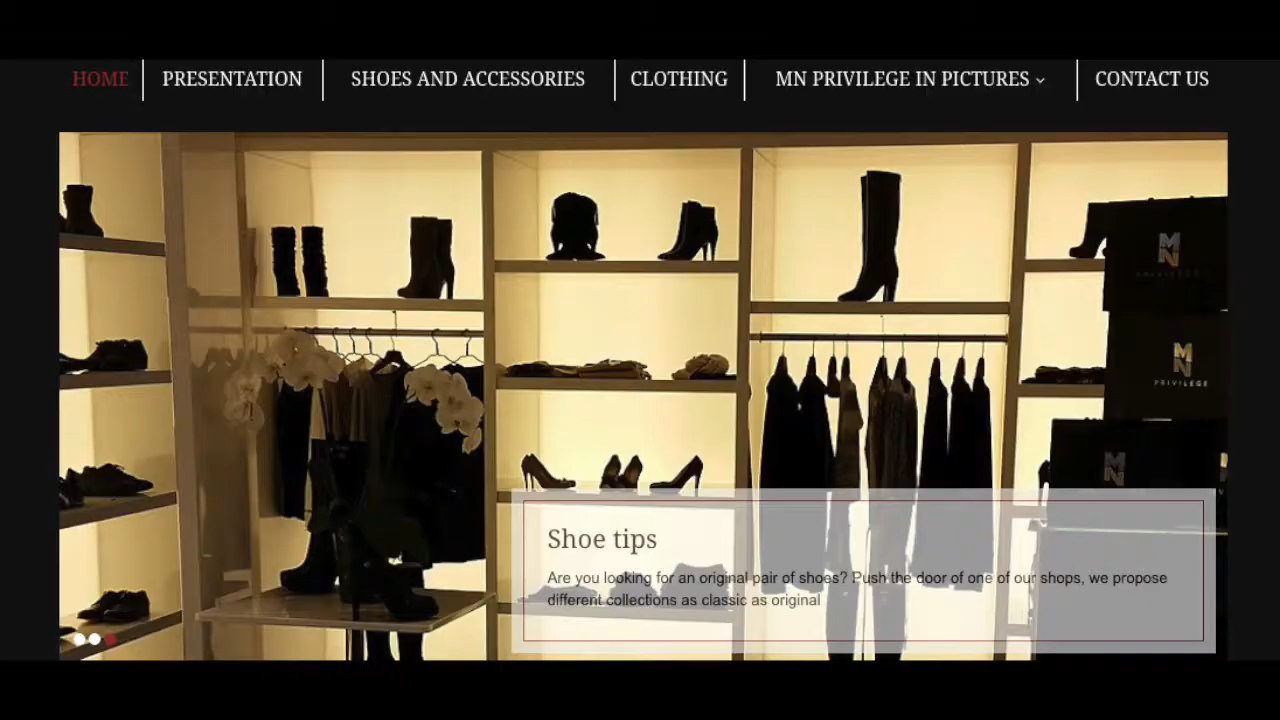 HOME
PRESENTATION
SHOES AND ACCESSORIES
CLOTHING
MN PRIVILEGE IN PICTURES
CONTACT US
MN
MN
PRIVILEGE
MN
Shoe tips
Are you looking for an original pair of shoes? Push the door of one of our shops, we propose
different collections as classic as original